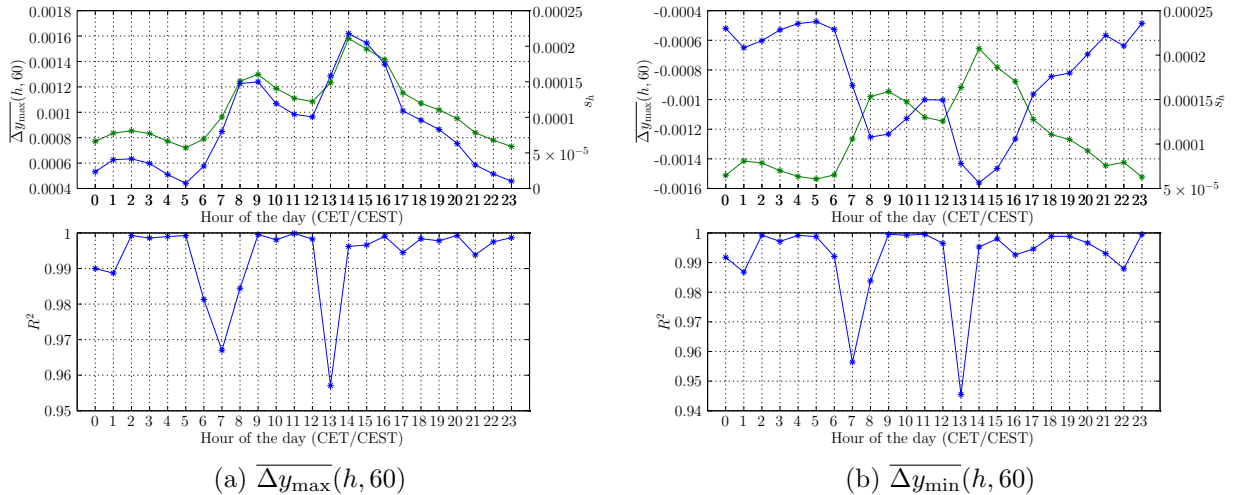 0.0018
0.0016
0.0014
0.0012
0.001
0.0008
0.0006
0.0004
$\overline{\Delta y_{\max}}(h, 60)$
0.00025
0.0002
0.00015
0.0001
5 × 10⁻⁵
0
$s_h$
0 1 2 3 4 5 6 7 8 9 10 11 12 13 14 15 16 17 18 19 20 21 22 23
Hour of the day (CET/CEST)
1
0.99
0.98
0.97
0.96
0.95
$R^2$
0 1 2 3 4 5 6 7 8 9 10 11 12 13 14 15 16 17 18 19 20 21 22 23
Hour of the day (CET/CEST)
(a) $\overline{\Delta y_{\max}}(h, 60)$
-0.0004
-0.0006
-0.0008
-0.001
-0.0012
-0.0014
-0.0016
$\overline{\Delta y_{\max}}(h, 60)$
0.00025
0.0002
0.00015
0.0001
5 × 10⁻⁵
$s_h$
0 1 2 3 4 5 6 7 8 9 10 11 12 13 14 15 16 17 18 19 20 21 22 23
Hour of the day (CET/CEST)
1
0.99
0.98
0.97
0.96
0.95
0.94
$R^2$
0 1 2 3 4 5 6 7 8 9 10 11 12 13 14 15 16 17 18 19 20 21 22 23
Hour of the day (CET/CEST)
(b) $\overline{\Delta y_{\min}}(h, 60)$